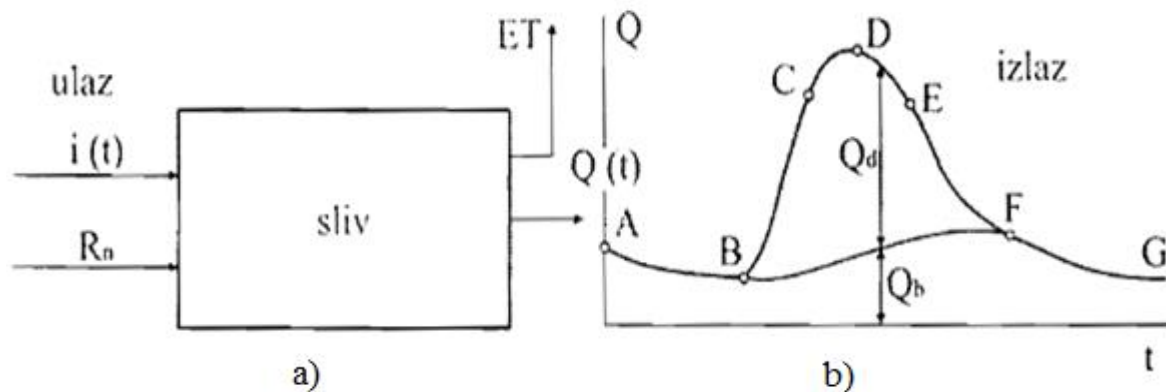 ulaz
i (t)
Rn
sliv
ET
Q (t)
a)
Q
izlaz
A
B
C
D
E
F
G
Qd
Qb
t
b)